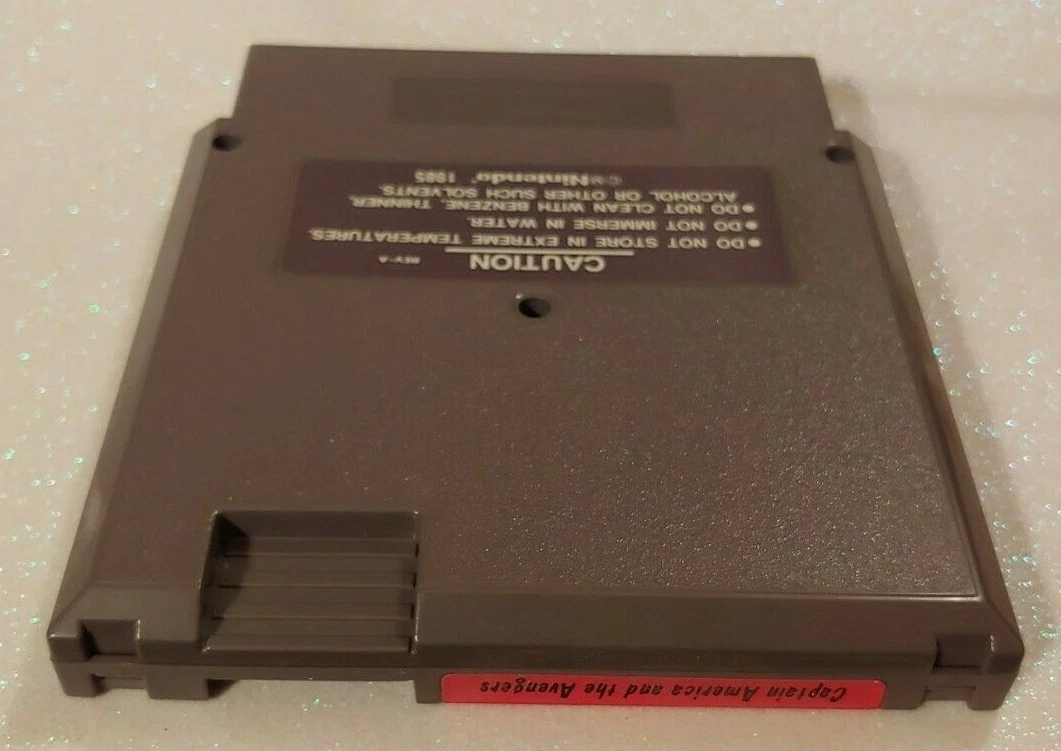 CAUTION
REV-A
• DO NOT STORE IN EXTREME TEMPERATURES.
• DO NOT IMMERSE IN WATER.
• DO NOT CLEAN WITH BENZENE, THINNER,
ALCOHOL OR OTHER SUCH SOLVENTS.
©Nintendo® 1985
Captain America and the Avengers